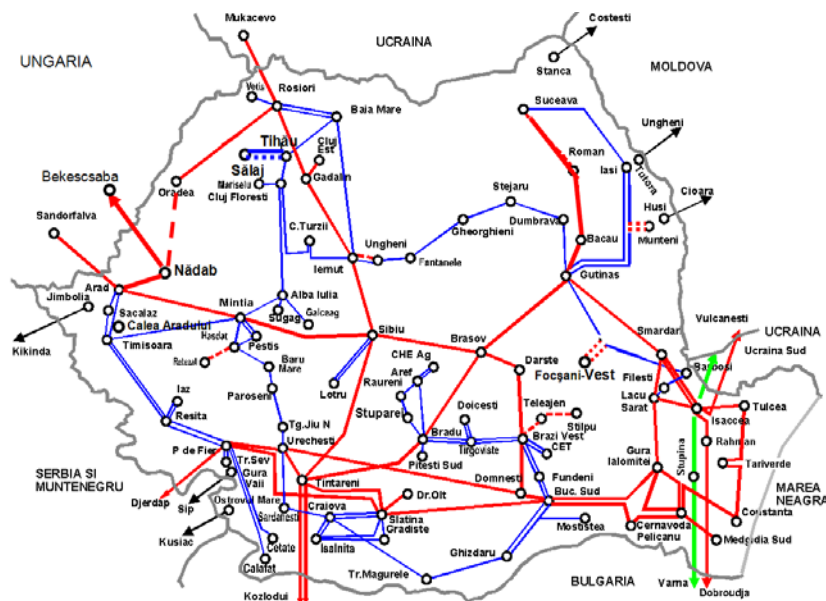 Mukacevo
UCRAINA
Costesti
UNGARIA
Stanca
MOLDOVA
Vetis
Rosiori
Baia Mare
Suceava
Ungheni
Tihău
Cluj
Est
Roman
Iasi
Tutora
Sălaj
Bekescsaba
Oradea
Mariselu
Gadalin
Cluj Floresti
Stejaru
Cioara
Husi
Sandorfalva
C.Turzii
Gheorghieni
Dumbrava
Munteni
Ungheni
Bacau
Iernut
Fantanele
Nădab
Gutinas
Arad
Alba Iulia
Jimbolia
Mintia
Sugag
Galceag
Vulcanesti
Sacalaz
Calea Aradului
Hasdat
Pestis
Sibiu
Brasov
Smardan
UCRAINA
Kikinda
Timisoara
Retezat
Baru
Mare
CHE Ag
Darste
Focşani-Vest
Filesti
Barbosi
Ucraina Sud
Iaz
Paroseni
Lotru
Aref
Raureni
Lacu
Sarat
Resita
Stuparei
Doicesti
Teleajen
Stilpu
Isaccea
Tulcea
Tg.Jiu N
Bradu
Tirgoviste
Brazi Vest
Rahman
P de Fier
Urechesti
Pitesti Sud
CET
Gura
Ialomitei
Stupina
Tariverde
SERBIA SI
MUNTENEGRU
Tr.Sev
Gura
Vaii
Tintareni
Domnesti
Fundeni
MAREA
NEAGRA
Djerdap
Sip
Ostrovul Mare
Dr.Olt
Buc. Sud
Sardanesti
Craiova
Slatina
Gradiste
Mostistea
Cernavoda
Pelicanu
Constanta
Kusiac
Cetate
Isalnita
Medgidia Sud
Calafat
Ghizdaru
Tr.Magurele
BULGARIA
Varna
Dobroudja
Kozlodui